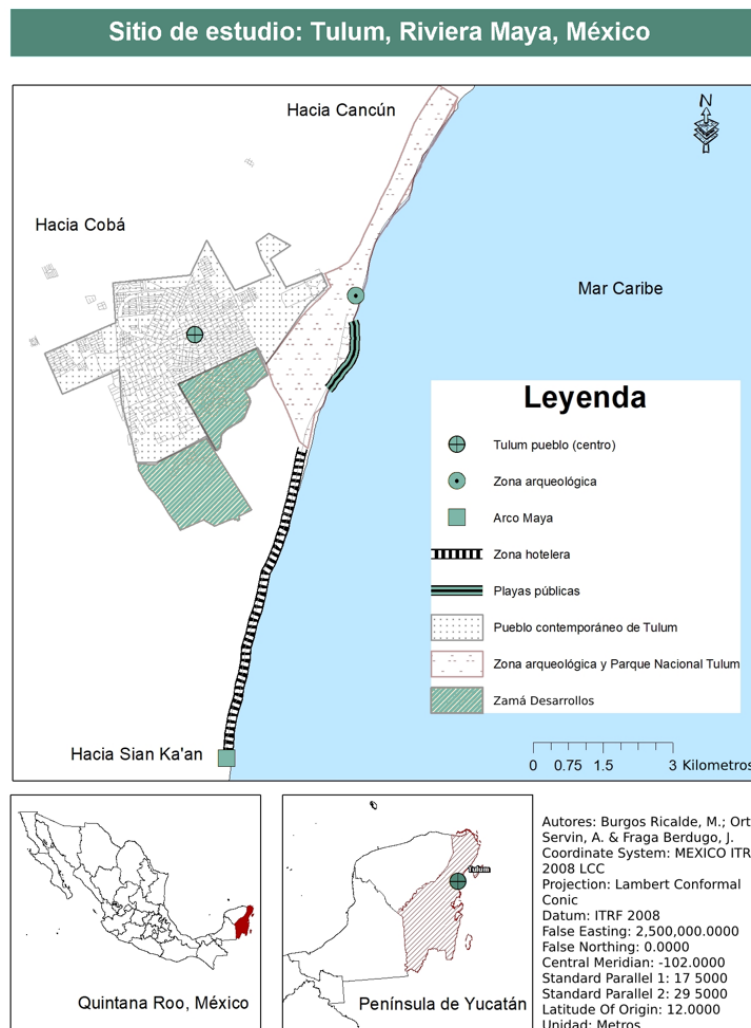 Sitio de estudio: Tulum, Riviera Maya, México
Hacia Cancún
N
Hacia Cobá
Mar Caribe
Leyenda
Tulum pueblo (centro)
Zona arqueológica
Arco Maya
Zona hotelera
Playas públicas
Pueblo contemporáneo de Tulum
Zona arqueológica y Parque Nacional Tulum
Zamá Desarrollos
Hacia Sian Ka'an
0 0.75 1.5 3 Kilometros
Quintana Roo, México
Tulum
Península de Yucatán
Autores: Burgos Ricalde, M.; Ort
Servin, A. & Fraga Berdugo, J.
Coordinate System: MEXICO ITR
2008 LCC
Projection: Lambert Conformal
Conic
Datum: ITRF 2008
False Easting: 2,500,000.0000
False Northing: 0.0000
Central Meridian: -102.0000
Standard Parallel 1: 17 5000
Standard Parallel 2: 29 5000
Latitude Of Origin: 12.0000
Unidad: Metros